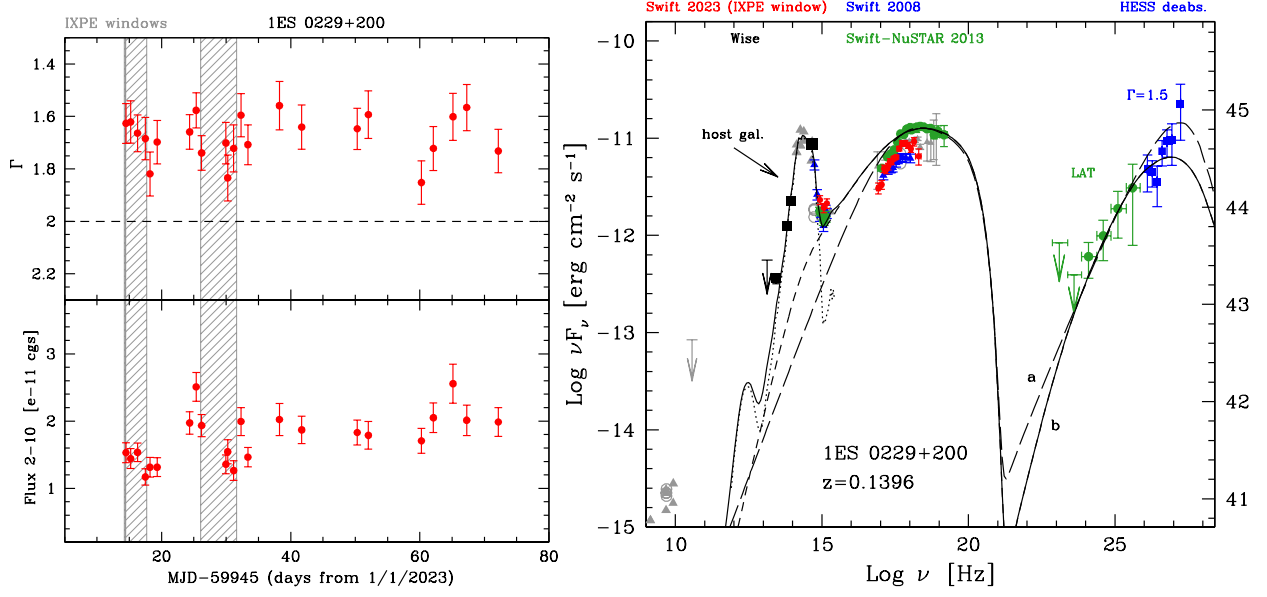 IXPE windows
1ES 0229+200
1.4
1.6
1.8
2
2.2
Γ
3
2
1
Flux 2-10 [e-11 cgs]
20
40
60
80
MJD-59945 (days from 1/1/2023)
Swift 2023 (IXPE window)
Swift 2008
HESS deabs.
Wise
Swift-NuSTAR 2013
Γ=1.5
host gal.
LAT
a
b
1ES 0229+200
z=0.1396
-10
-11
-12
-13
-14
-15
Log νFν [erg cm−2 s−1]
45
44
43
42
41
10
15
20
25
Log ν [Hz]